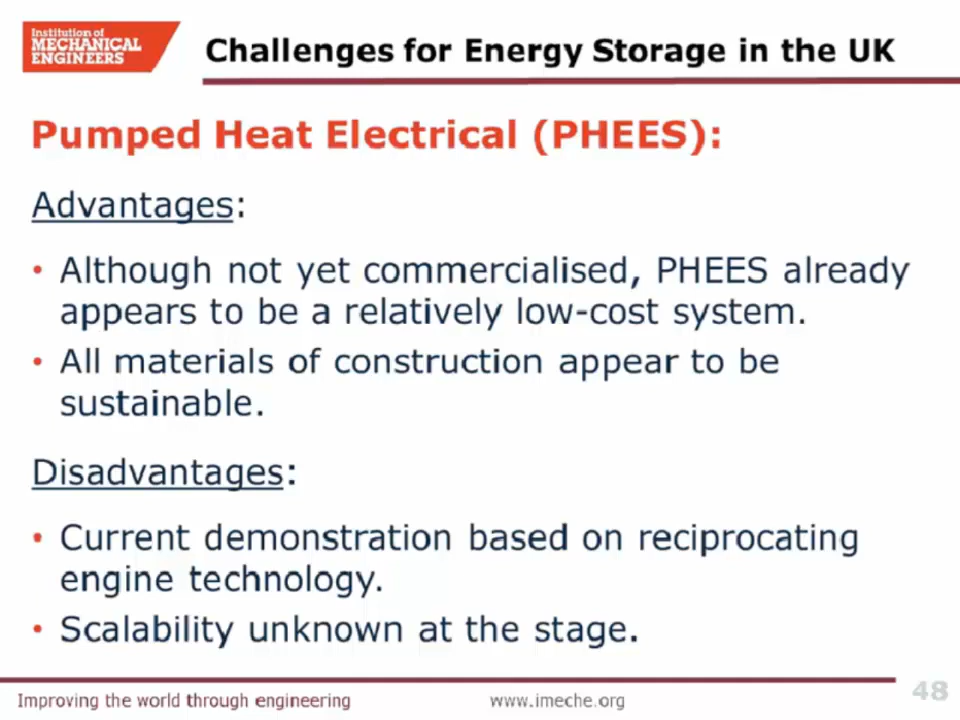 Institution of
MECHANICAL
ENGINEERS
Challenges for Energy Storage in the UK
Pumped Heat Electrical (PHEES):
Advantages:
• Although not yet commercialised, PHEES already
appears to be a relatively low-cost system.
• All materials of construction appear to be
sustainable.
Disadvantages:
• Current demonstration based on reciprocating
engine technology.
• Scalability unknown at the stage.
Improving the world through engineering
www.imeche.org
48